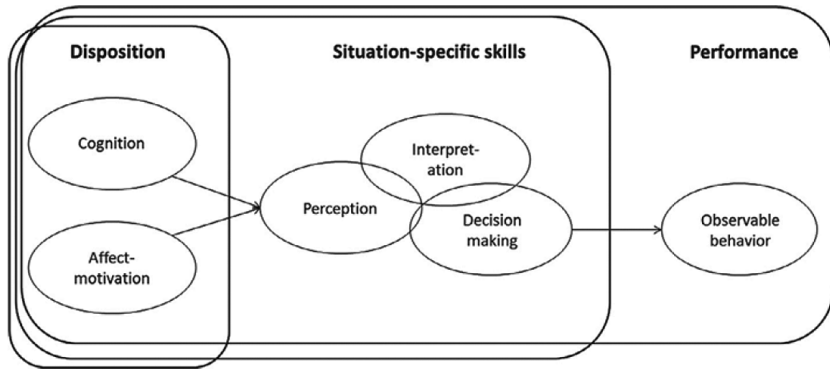 Disposition
Situation-specific skills
Performance
Cognition
Affect-
motivation
Perception
Interpret-
ation
Decision
making
Observable
behavior